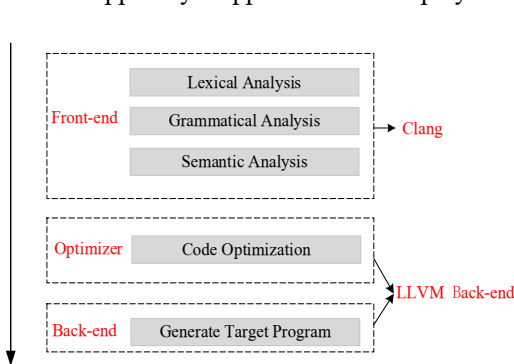 Lexical Analysis
Front-end
Grammatical Analysis
Clang
Semantic Analysis
Optimizer
Code Optimization
LLVM Back-end
Back-end
Generate Target Program